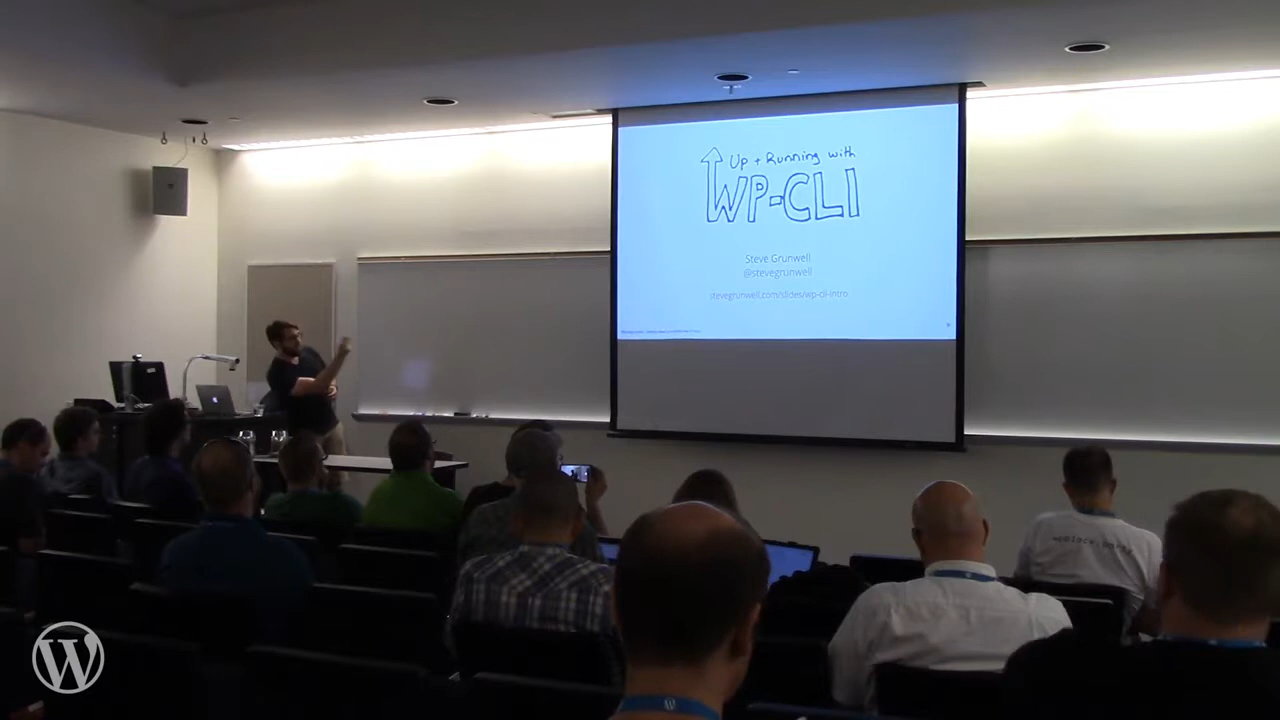 Up + Running with
WP-CLI
Steve Grunwell
@stevegrunwell
stevegrunwell.com/slides/wp-cli-intro